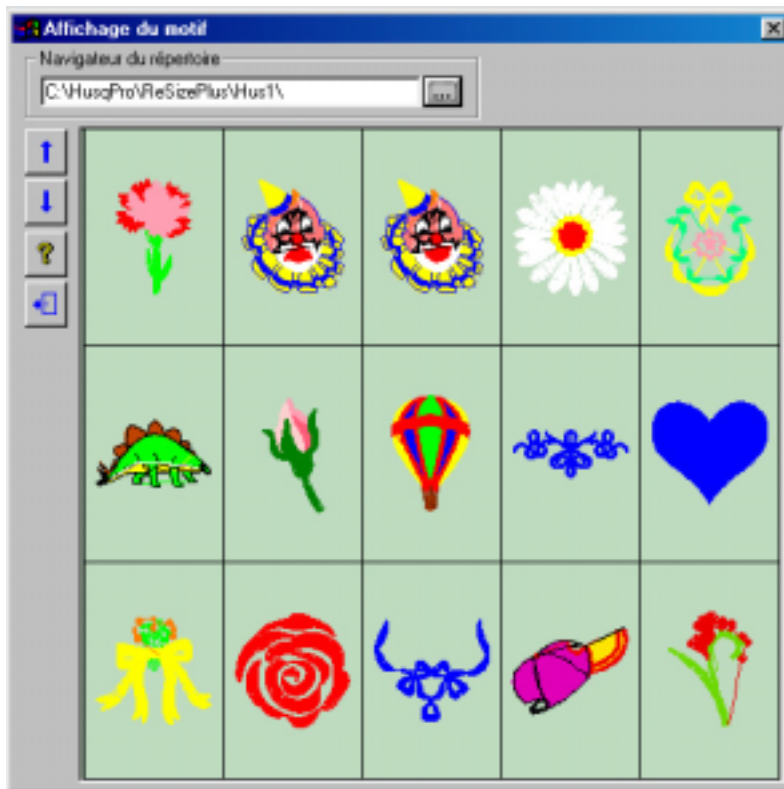 Affichage du motif
Navigateur du répertoire
C:\HusqPro\ReSizePlus\Hus1\
...
?